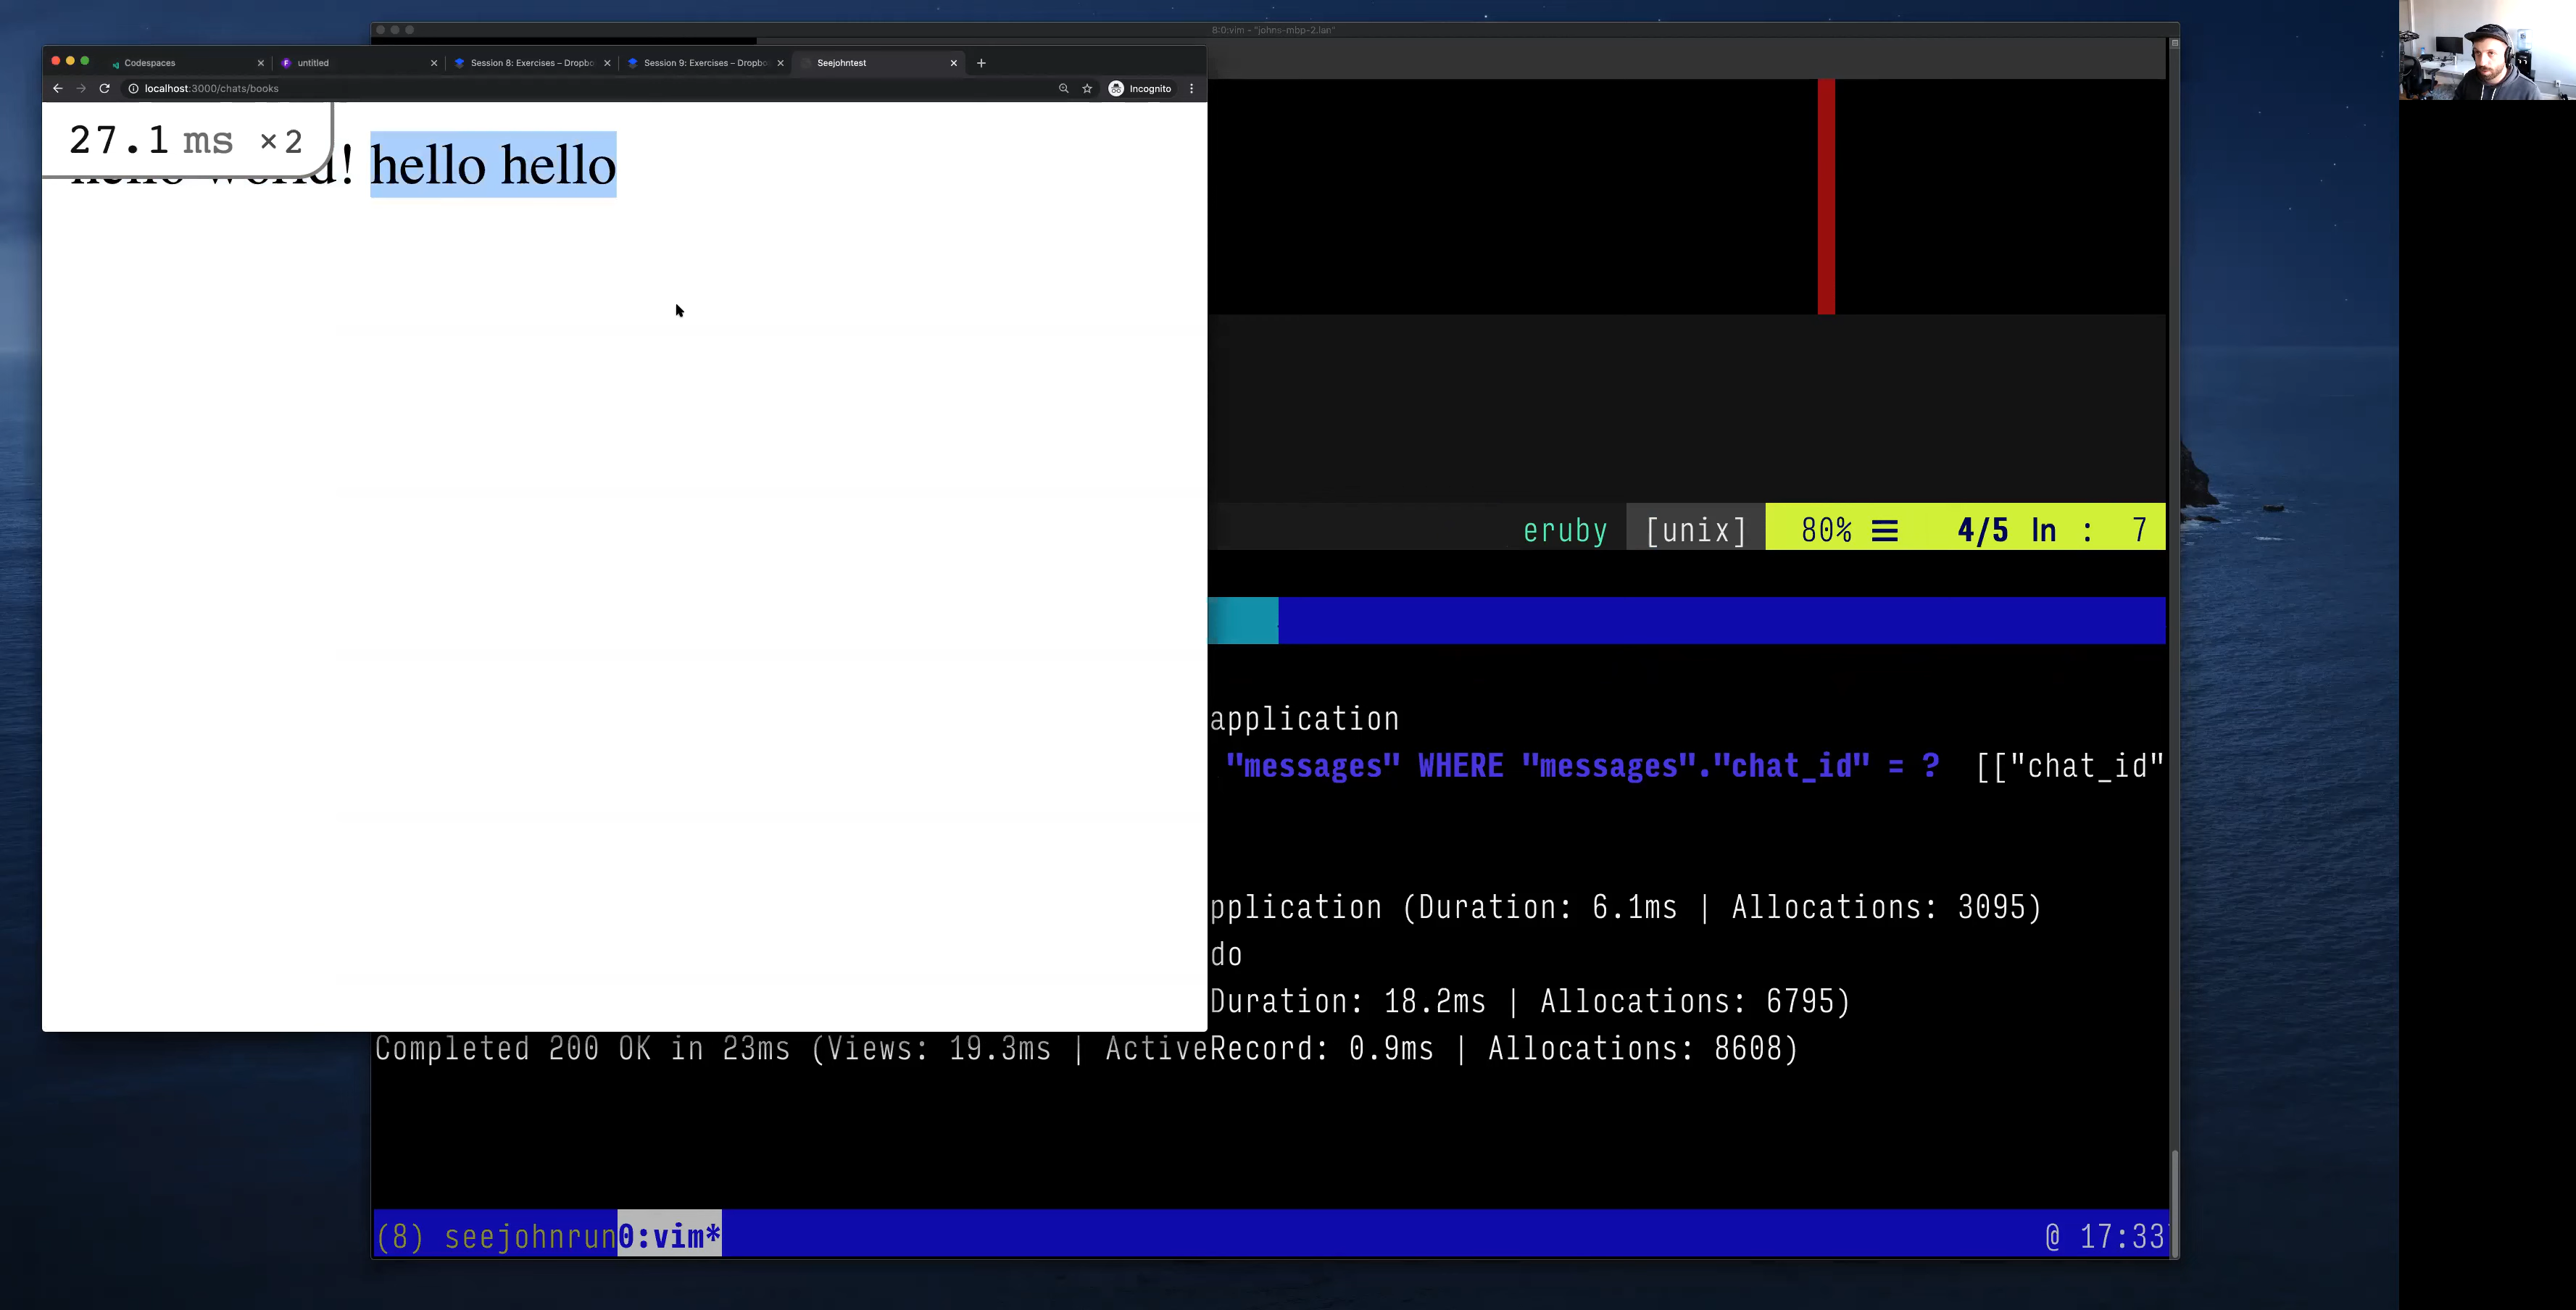 8:0:vim - "johns-mbp-2.lan"
Codespaces
untitled
Session 8: Exercises – Dropbo
Session 9: Exercises – Dropbo
Seejohntest
localhost:3000/chats/books
Incognito
27.1 ms ×2
hello world! hello hello
eruby [unix] 80% ☰ 4/5 ln : 7
application
"messages" WHERE "messages"."chat_id" = ? [["chat_id"
pplication (Duration: 6.1ms | Allocations: 3095)
do
Duration: 18.2ms | Allocations: 6795)
Completed 200 OK in 23ms (Views: 19.3ms | ActiveRecord: 0.9ms | Allocations: 8608)
(8) seejohnrun0:vim* @ 17:33